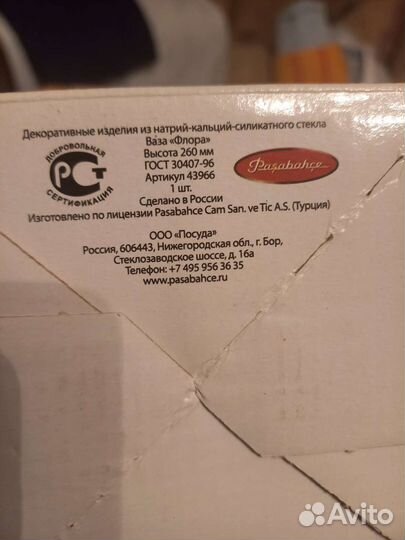 Декоративные изделия из натрий-кальций-силикатного стекла
Ваза «Флора»
Высота 260 мм
ГОСТ 30407-96
Артикул 43966
1 шт.
Сделано в России
Изготовлено по лицензии Pasabahce Cam San. ve Tic A.S. (Турция)
ДОБРОВОЛЬНАЯ
РСТ
СЕРТИФИКАЦИЯ
Paşabahçe
ООО «Посуда»
Россия, 606443, Нижегородская обл., г. Бор,
Стеклозаводское шоссе, д. 16а
Телефон: +7 495 956 36 35
www.pasabahce.ru
Avito